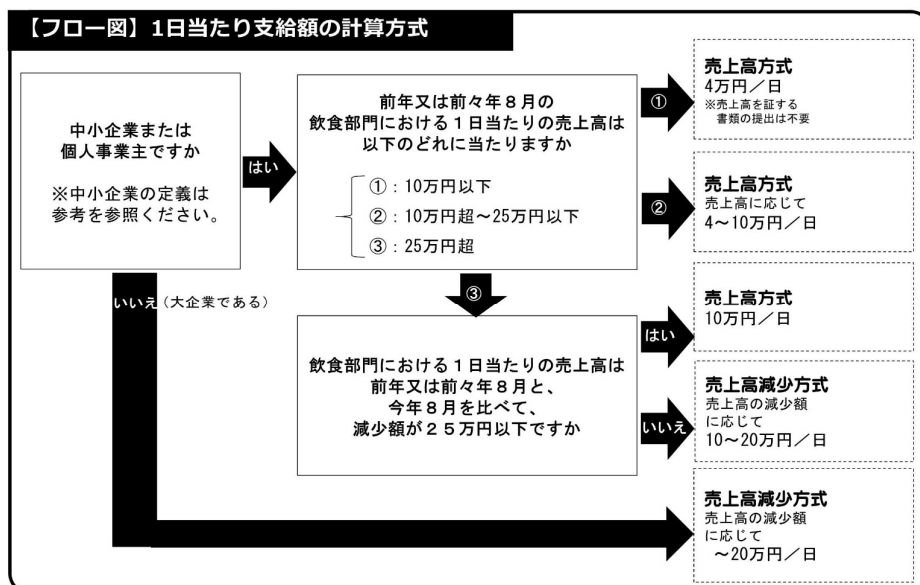 【フロー図】1日当たり支給額の計算方式
中小企業または
個人事業主ですか
※中小企業の定義は
参考を参照ください。
はい
前年又は前々年８月の
飲食部門における１日当たりの売上高は
以下のどれに当たりますか
①：10万円以下
②：10万円超～25万円以下
③：25万円超
①
売上高方式
4万円／日
※売上高を証する
書類の提出は不要
②
売上高方式
売上高に応じて
4～10万円／日
③
いいえ（大企業である）
飲食部門における１日当たりの売上高は
前年又は前々年８月と、
今年８月を比べて、
減少額が２５万円以下ですか
はい
売上高方式
10万円／日
いいえ
売上高減少方式
売上高の減少額
に応じて
10～20万円／日
売上高減少方式
売上高の減少額
に応じて
～20万円／日